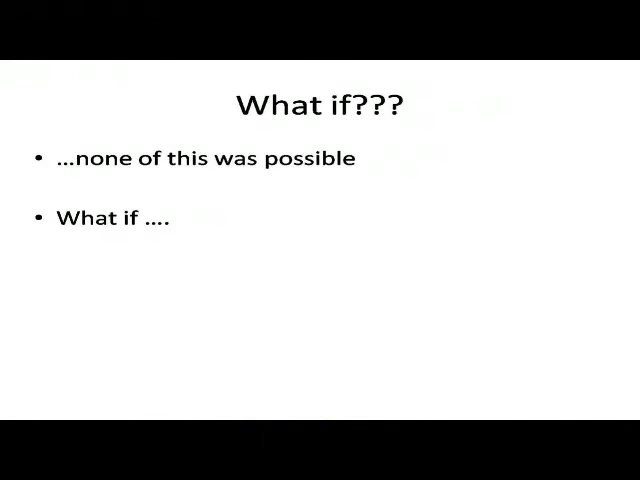 What if???
• …none of this was possible
• What if ….